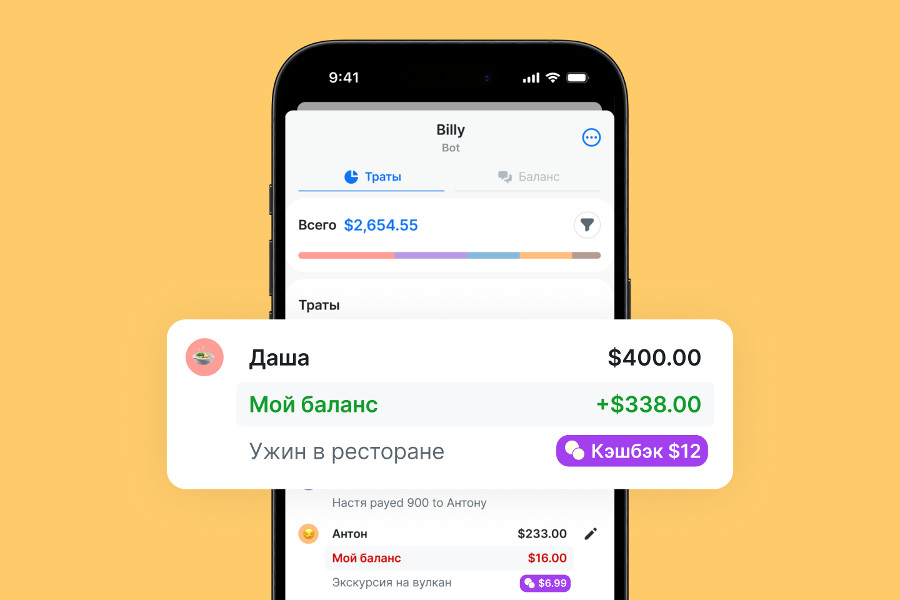 9:41
Billy
Bot
Траты
Баланс
Всего $2,654.55
Траты
Даша $400.00
Мой баланс +$338.00
Ужин в ресторане Кэшбэк $12
Настя payed 900 to Антону
Антон $233.00
Мой баланс $16.00
Экскурсия на вулкан $6.99